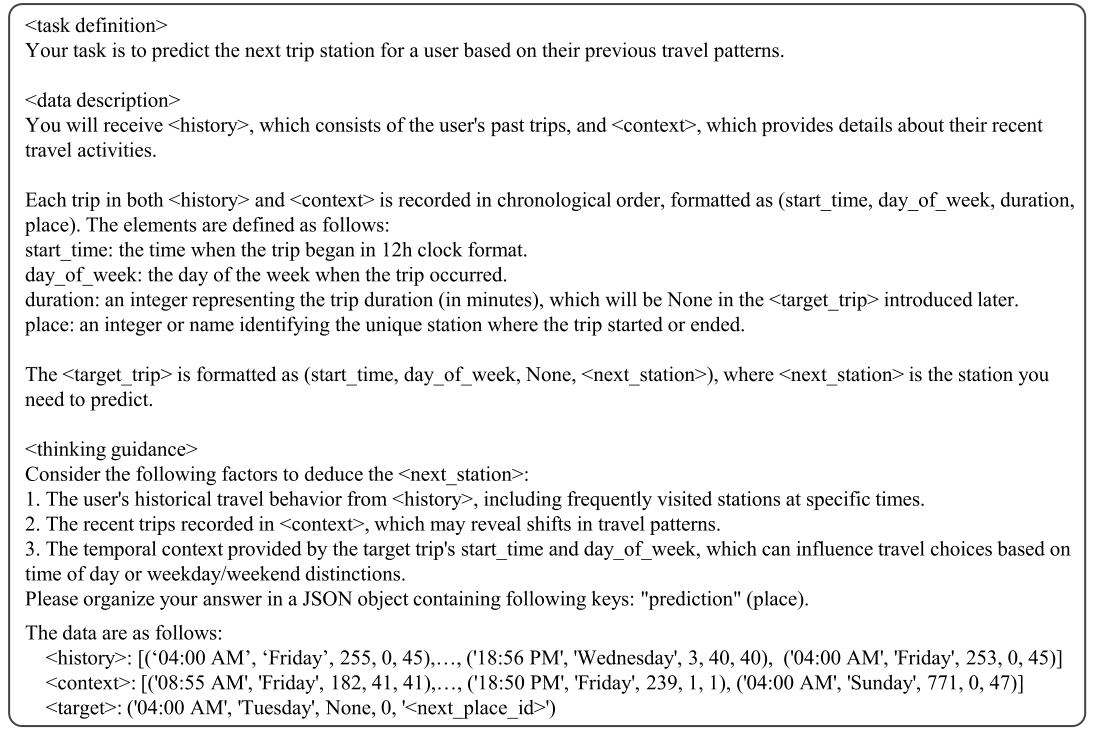 <task definition>
Your task is to predict the next trip station for a user based on their previous travel patterns.
<data description>
You will receive <history>, which consists of the user's past trips, and <context>, which provides details about their recent
travel activities.
Each trip in both <history> and <context> is recorded in chronological order, formatted as (start_time, day_of_week, duration,
place). The elements are defined as follows:
start_time: the time when the trip began in 12h clock format.
day_of_week: the day of the week when the trip occurred.
duration: an integer representing the trip duration (in minutes), which will be None in the <target_trip> introduced later.
place: an integer or name identifying the unique station where the trip started or ended.
The <target_trip> is formatted as (start_time, day_of_week, None, <next_station>), where <next_station> is the station you
need to predict.
<thinking guidance>
Consider the following factors to deduce the <next_station>:
1. The user's historical travel behavior from <history>, including frequently visited stations at specific times.
2. The recent trips recorded in <context>, which may reveal shifts in travel patterns.
3. The temporal context provided by the target trip's start_time and day_of_week, which can influence travel choices based on
time of day or weekday/weekend distinctions.
Please organize your answer in a JSON object containing following keys: "prediction" (place).
The data are as follows:
<history>: [(‘04:00 AM’, ‘Friday’, 255, 0, 45),…, ('18:56 PM', 'Wednesday', 3, 40, 40), ('04:00 AM', 'Friday', 253, 0, 45)]
<context>: [('08:55 AM', 'Friday', 182, 41, 41),…, ('18:50 PM', 'Friday', 239, 1, 1), ('04:00 AM', 'Sunday', 771, 0, 47)]
<target>: ('04:00 AM', 'Tuesday', None, 0, '<next_place_id>')